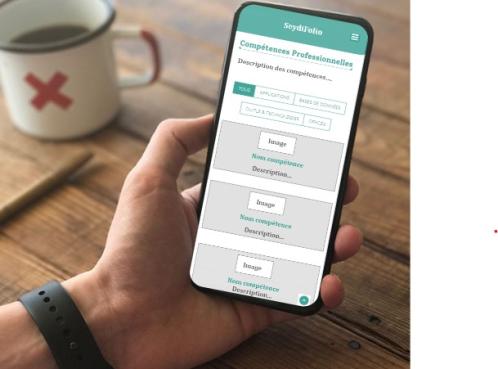 SeydiFolio
Compétences Professionnelles
Description des compétences...
TOUS APPLICATIONS BASES DE DONNÉES
OUTILS & TECHNOLOGIES
Image
Nom compétence
Description...
Image
Nom compétence
Description...
Image
Nom compétence
Description...